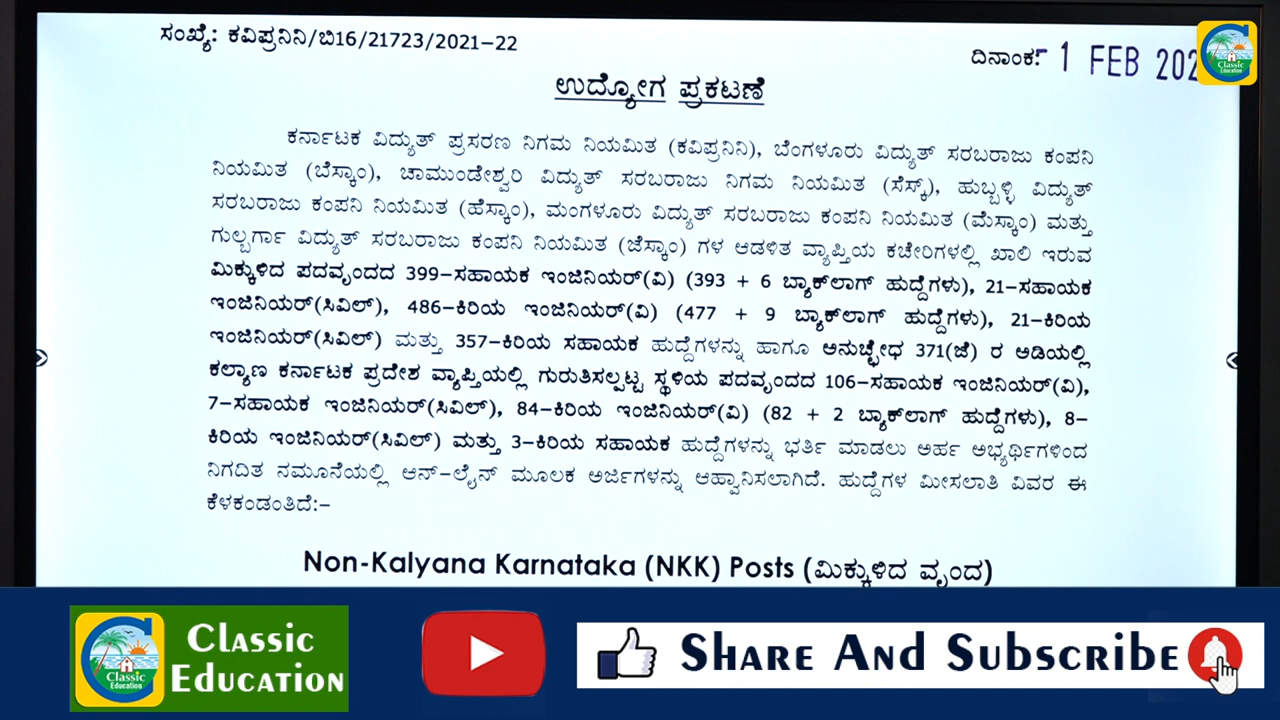 ಸಂಖ್ಯೆ: ಕವಿಪ್ರನಿನಿ/ಬಿ16/21723/2021–22
ದಿನಾಂಕ: – 1 FEB 202
Classic
Education
ಉದ್ಯೋಗ ಪ್ರಕಟಣೆ
ಕರ್ನಾಟಕ ವಿದ್ಯುತ್ ಪ್ರಸರಣ ನಿಗಮ ನಿಯಮಿತ (ಕವಿಪ್ರನಿನಿ), ಬೆಂಗಳೂರು ವಿದ್ಯುತ್ ಸರಬರಾಜು ಕಂಪನಿ
ನಿಯಮಿತ (ಬೆಸ್ಕಾಂ), ಚಾಮುಂಡೇಶ್ವರಿ ವಿದ್ಯುತ್ ಸರಬರಾಜು ನಿಗಮ ನಿಯಮಿತ (ಸೆಸ್ಕ್), ಹುಬ್ಬಳ್ಳಿ ವಿದ್ಯುತ್
ಸರಬರಾಜು ಕಂಪನಿ ನಿಯಮಿತ (ಹೆಸ್ಕಾಂ), ಮಂಗಳೂರು ವಿದ್ಯುತ್ ಸರಬರಾಜು ಕಂಪನಿ ನಿಯಮಿತ (ಮೆಸ್ಕಾಂ) ಮತ್ತು
ಗುಲ್ಬರ್ಗಾ ವಿದ್ಯುತ್ ಸರಬರಾಜು ಕಂಪನಿ ನಿಯಮಿತ (ಜೆಸ್ಕಾಂ) ಗಳ ಆಡಳಿತ ವ್ಯಾಪ್ತಿಯ ಕಚೇರಿಗಳಲ್ಲಿ ಖಾಲಿ ಇರುವ
ಮಿಕ್ಕುಳಿದ ಪದವೃಂದದ 399–ಸಹಾಯಕ ಇಂಜಿನಿಯರ್(ವಿ) (393 + 6 ಬ್ಯಾಕ್‌ಲಾಗ್ ಹುದ್ದೆಗಳು), 21–ಸಹಾಯಕ
ಇಂಜಿನಿಯರ್(ಸಿವಿಲ್), 486–ಕಿರಿಯ ಇಂಜಿನಿಯರ್(ವಿ) (477 + 9 ಬ್ಯಾಕ್‌ಲಾಗ್ ಹುದ್ದೆಗಳು), 21–ಕಿರಿಯ
ಇಂಜಿನಿಯರ್(ಸಿವಿಲ್) ಮತ್ತು 357–ಕಿರಿಯ ಸಹಾಯಕ ಹುದ್ದೆಗಳನ್ನು ಹಾಗೂ ಅನುಚ್ಛೇಧ 371(ಜೆ) ರ ಅಡಿಯಲ್ಲಿ
ಕಲ್ಯಾಣ ಕರ್ನಾಟಕ ಪ್ರದೇಶ ವ್ಯಾಪ್ತಿಯಲ್ಲಿ ಗುರುತಿಸಲ್ಪಟ್ಟ ಸ್ಥಳಿಯ ಪದವೃಂದದ 106–ಸಹಾಯಕ ಇಂಜಿನಿಯರ್(ವಿ),
7–ಸಹಾಯಕ ಇಂಜಿನಿಯರ್(ಸಿವಿಲ್), 84–ಕಿರಿಯ ಇಂಜಿನಿಯರ್(ವಿ) (82 + 2 ಬ್ಯಾಕ್‌ಲಾಗ್ ಹುದ್ದೆಗಳು), 8–
ಕಿರಿಯ ಇಂಜಿನಿಯರ್(ಸಿವಿಲ್) ಮತ್ತು 3–ಕಿರಿಯ ಸಹಾಯಕ ಹುದ್ದೆಗಳನ್ನು ಭರ್ತಿ ಮಾಡಲು ಅರ್ಹ ಅಭ್ಯರ್ಥಿಗಳಿಂದ
ನಿಗದಿತ ನಮೂನೆಯಲ್ಲಿ ಆನ್–ಲೈನ್ ಮೂಲಕ ಅರ್ಜಿಗಳನ್ನು ಆಹ್ವಾನಿಸಲಾಗಿದೆ. ಹುದ್ದೆಗಳ ಮೀಸಲಾತಿ ವಿವರ ಈ
ಕೆಳಕಂಡಂತಿದೆ:–
Non-Kalyana Karnataka (NKK) Posts (ಮಿಕ್ಕುಳಿದ ವೃಂದ)
Classic
Education
Classic
Education
Share And Subscribe